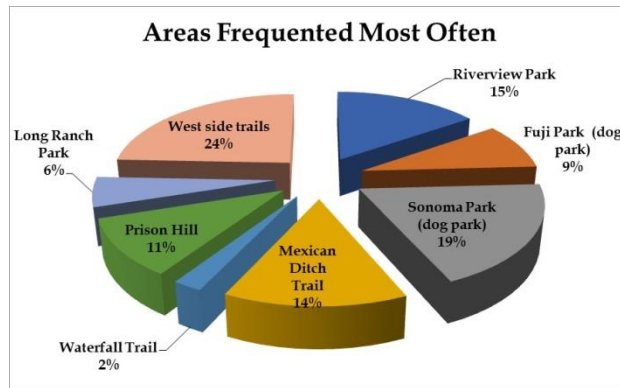 Areas Frequented Most Often
Riverview Park
15%
Fuji Park (dog
park)
9%
Sonoma Park
(dog park)
19%
Mexican
Ditch
Trail
14%
Waterfall Trail
2%
Prison Hill
11%
Long Ranch
Park
6%
West side trails
24%